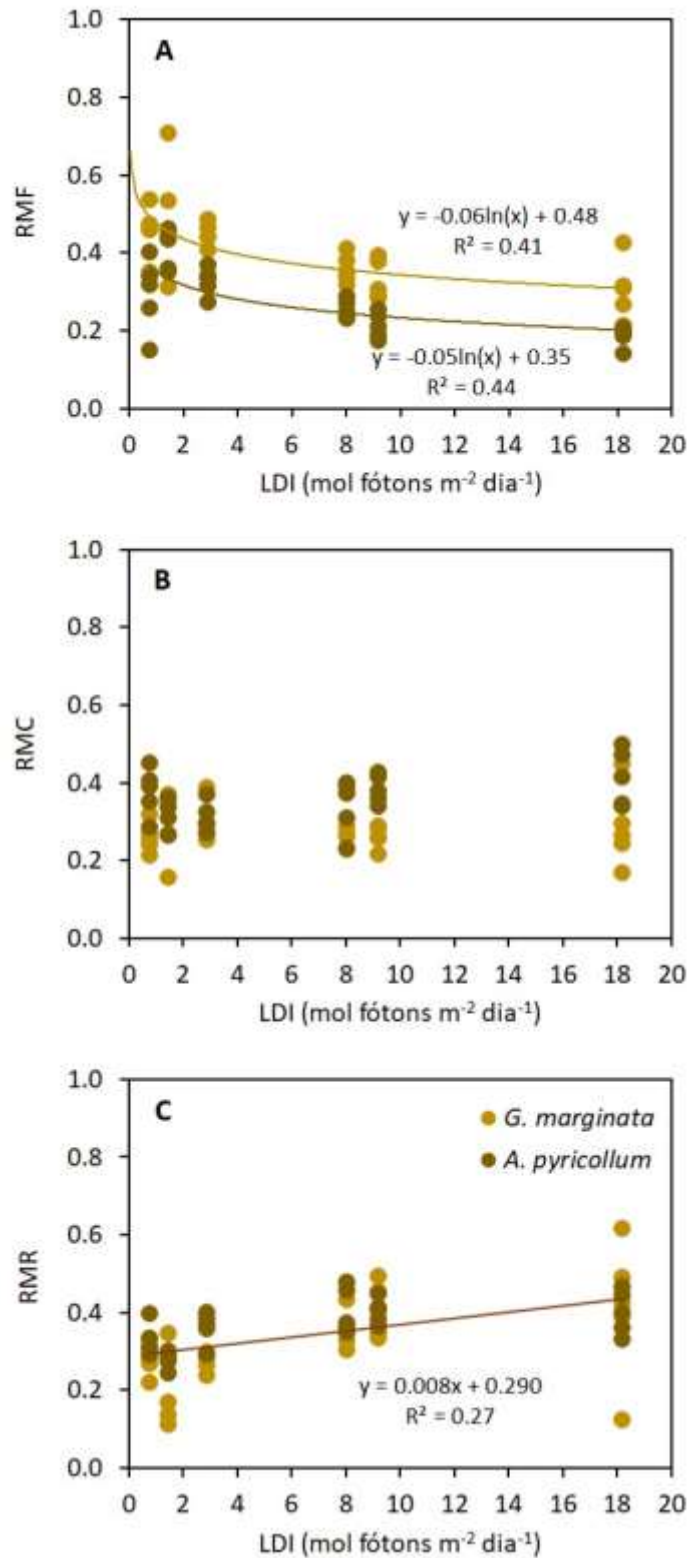 A
1.0
0.8
0.6
0.4
0.2
0.0
RMF
y = -0.06ln(x) + 0.48
R² = 0.41
y = -0.05ln(x) + 0.35
R² = 0.44
0 2 4 6 8 10 12 14 16 18 20
LDI (mol fótons m⁻² dia⁻¹)
B
1.0
0.8
0.6
0.4
0.2
0.0
RMC
0 2 4 6 8 10 12 14 16 18 20
LDI (mol fótons m⁻² dia⁻¹)
C
1.0
0.8
0.6
0.4
0.2
0.0
RMR
G. marginata
A. pyricollum
y = 0.008x + 0.290
R² = 0.27
0 2 4 6 8 10 12 14 16 18 20
LDI (mol fótons m⁻² dia⁻¹)